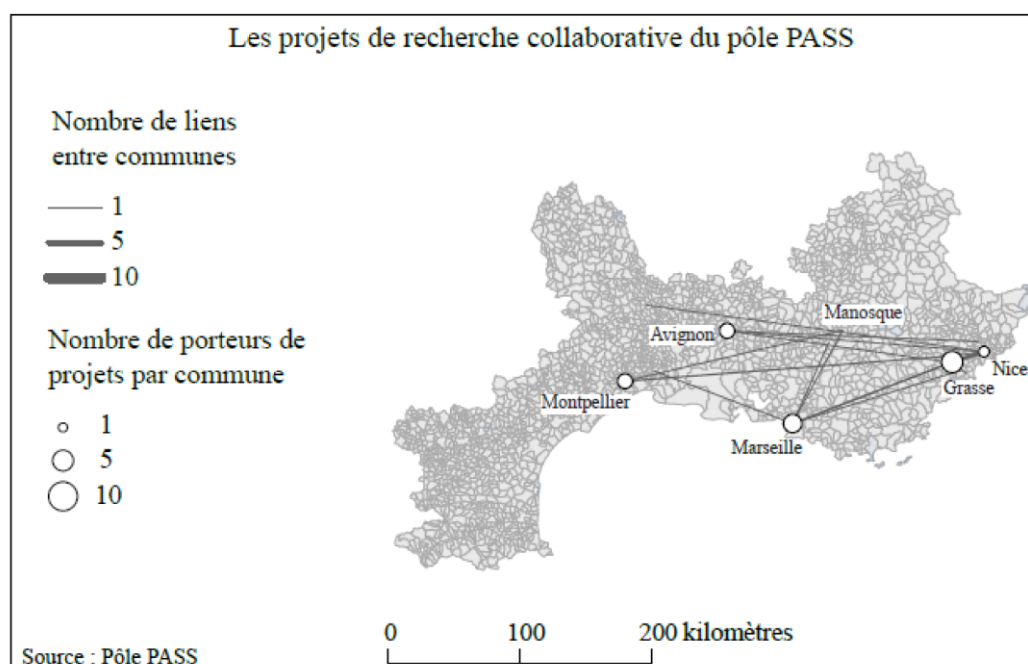 Les projets de recherche collaborative du pôle PASS
Nombre de liens
entre communes
1
5
10
Nombre de porteurs de
projets par commune
1
5
10
Manosque
Avignon
Nice
Grasse
Montpellier
Marseille
0 100 200 kilomètres
Source : Pôle PASS